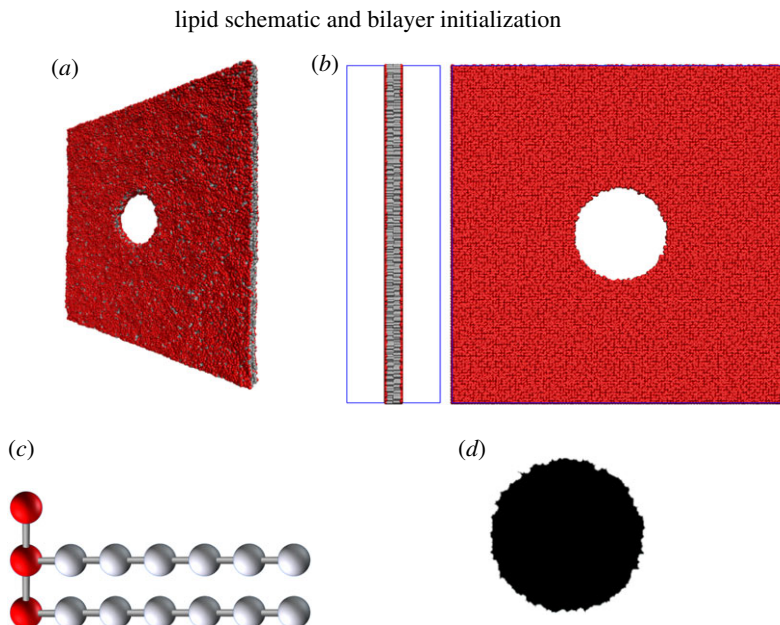 lipid schematic and bilayer initialization
(a)
(b)
(c)
(d)